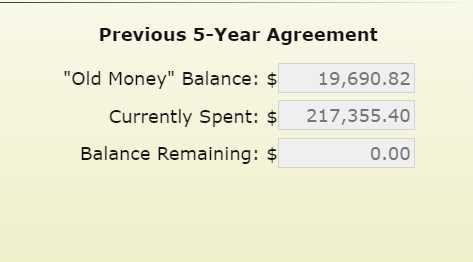 Previous 5-Year Agreement
"Old Money" Balance: $ 19,690.82
Currently Spent: $ 217,355.40
Balance Remaining: $ 0.00